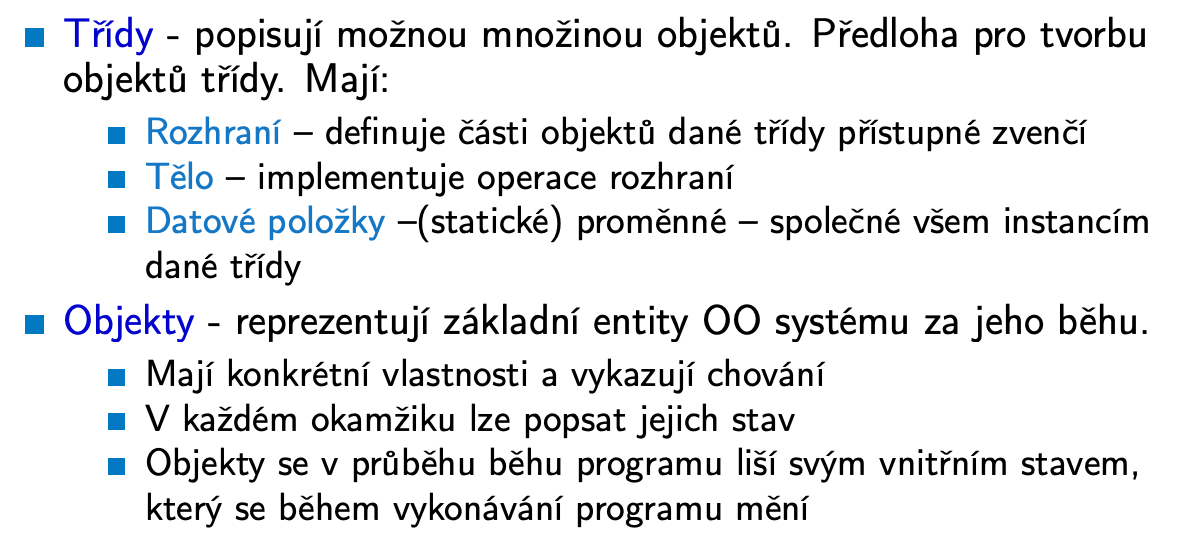 Třídy - popisují možnou množinou objektů. Předloha pro tvorbu
objektů třídy. Mají:
Rozhraní – definuje části objektů dané třídy přístupné zvenčí
Tělo – implementuje operace rozhraní
Datové položky –(statické) proměnné – společné všem instancím
dané třídy
Objekty - reprezentují základní entity OO systému za jeho běhu.
Mají konkrétní vlastnosti a vykazují chování
V každém okamžiku lze popsat jejich stav
Objekty se v průběhu běhu programu liší svým vnitřním stavem,
který se během vykonávání programu mění